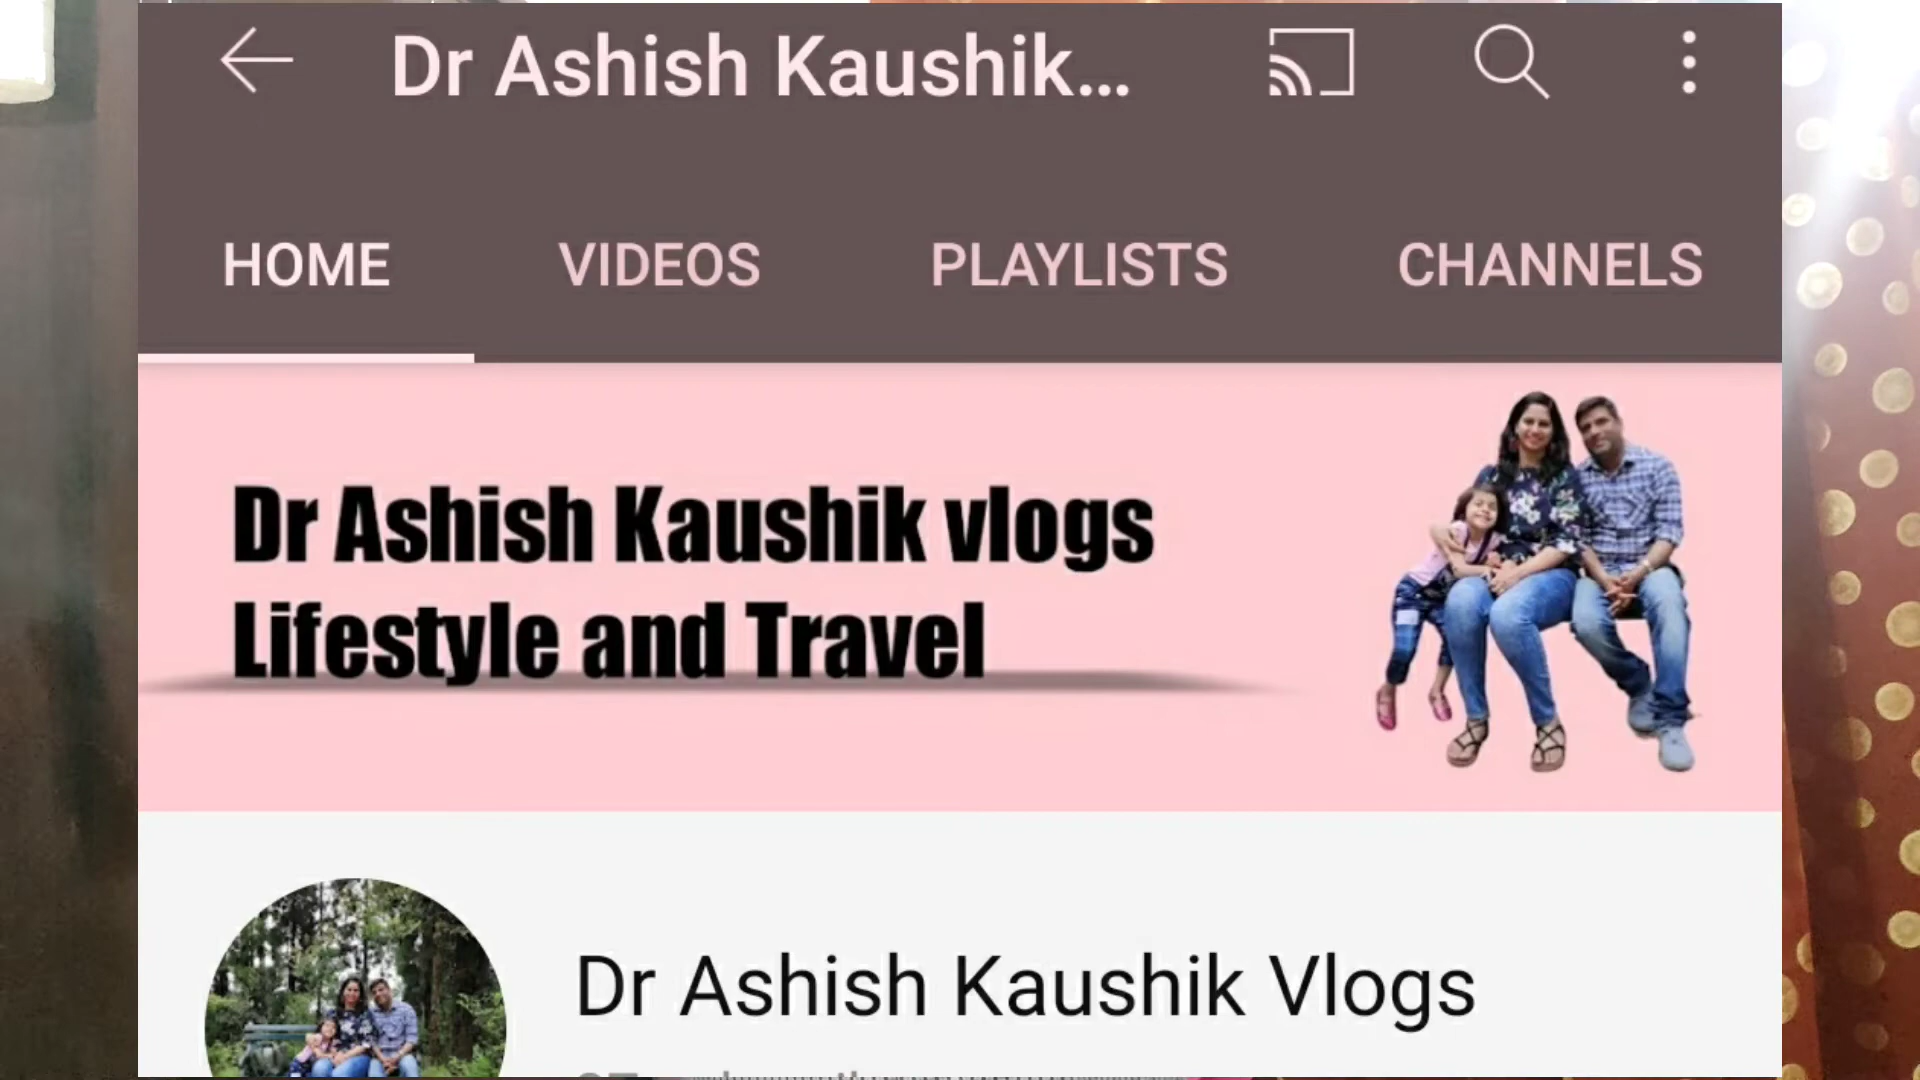 Dr Ashish Kaushik...
HOME VIDEOS PLAYLISTS CHANNELS
Dr Ashish Kaushik vlogs
Lifestyle and Travel
Dr Ashish Kaushik Vlogs